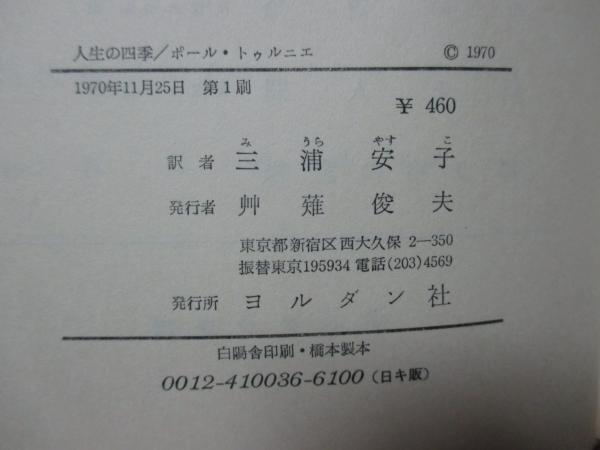 人生の四季/ポール・トゥルニエ © 1970
1970年11月25日 第1刷
¥ 460
み うら やす こ
訳者 三浦安子
発行者 艸薙俊夫
東京都新宿区西大久保 2—350
振替東京195934 電話(203)4569
発行所 ヨルダン社
白陽舎印刷・橋本製本
0012-410036-6100(日キ販)